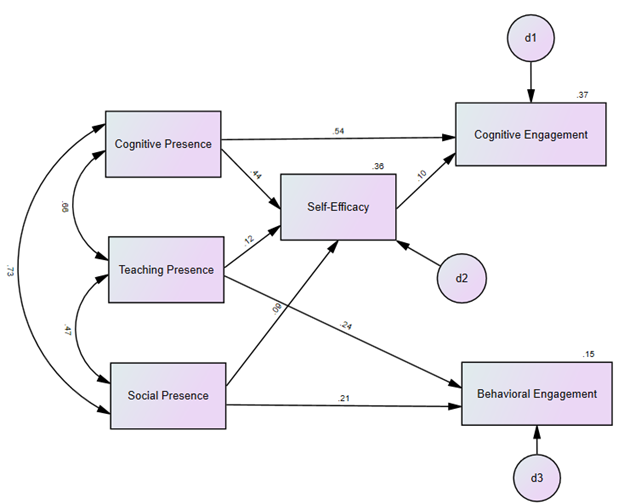 d1
.37
Cognitive Presence
.54
Cognitive Engagement
.36
.44
Self-Efficacy
.10
.66
.12
Teaching Presence
d2
.73
.09
.24
.47
.15
Social Presence
.21
Behavioral Engagement
d3